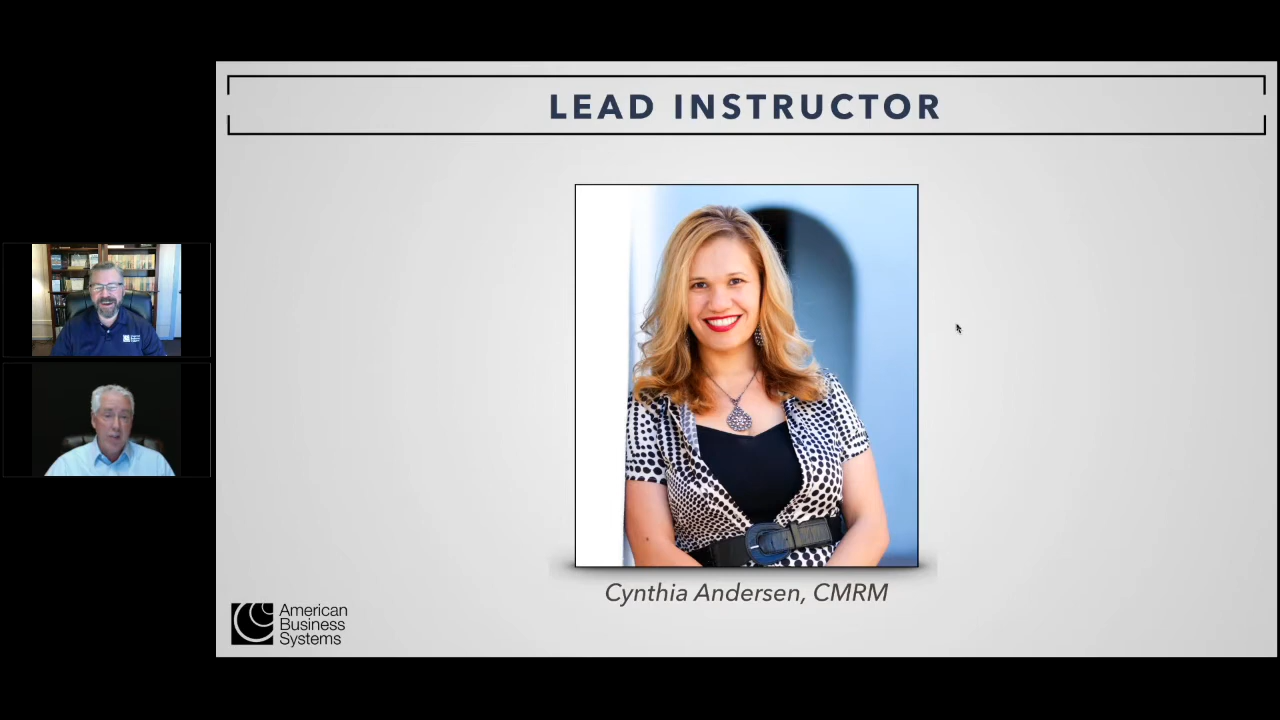 LEAD INSTRUCTOR
Cynthia Andersen, CMRM
American
Business
Systems